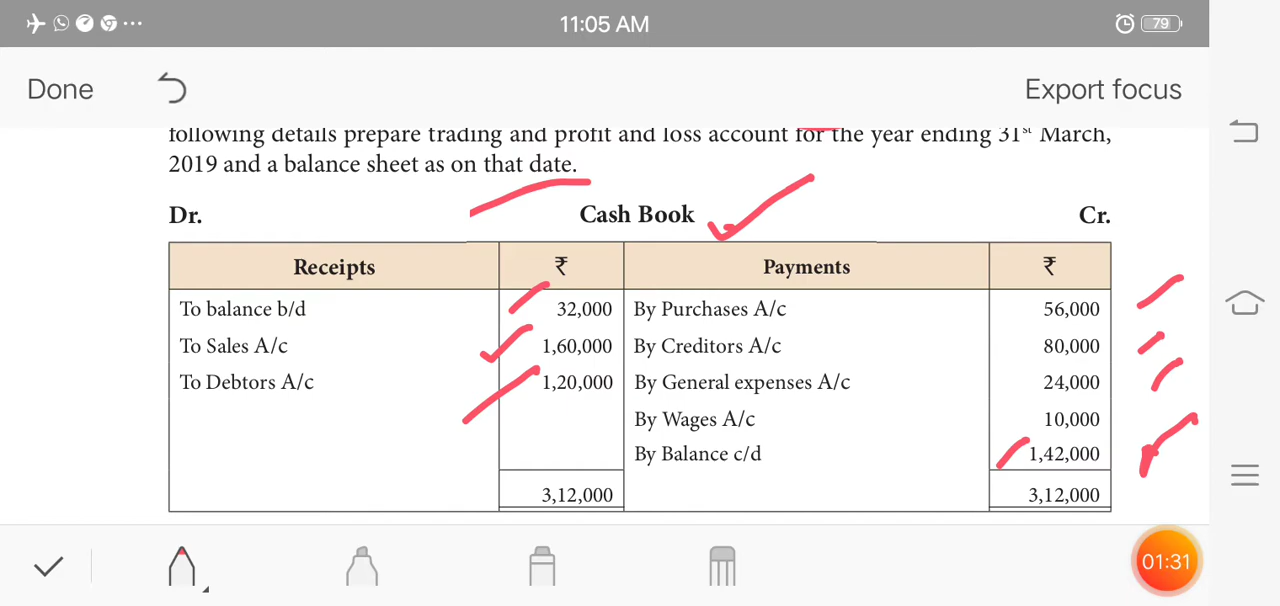 11:05 AM
79
Done
Export focus
following details prepare trading and profit and loss account for the year ending 31st March,
2019 and a balance sheet as on that date.
Dr. Cash Book Cr.
Receipts ₹ Payments ₹
To balance b/d 32,000 By Purchases A/c 56,000
To Sales A/c 1,60,000 By Creditors A/c 80,000
To Debtors A/c 1,20,000 By General expenses A/c 24,000
By Wages A/c 10,000
By Balance c/d 1,42,000
3,12,000 3,12,000
01:31